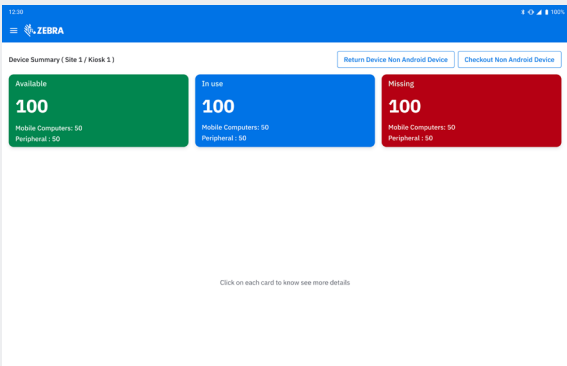 12:30
100%
ZEBRA
Device Summary ( Site 1 / Kiosk 1 )
Return Device Non Android Device
Checkout Non Android Device
Available
100
Mobile Computers: 50
Peripheral : 50
In use
100
Mobile Computers: 50
Peripheral : 50
Missing
100
Mobile Computers: 50
Peripheral : 50
Click on each card to know see more details